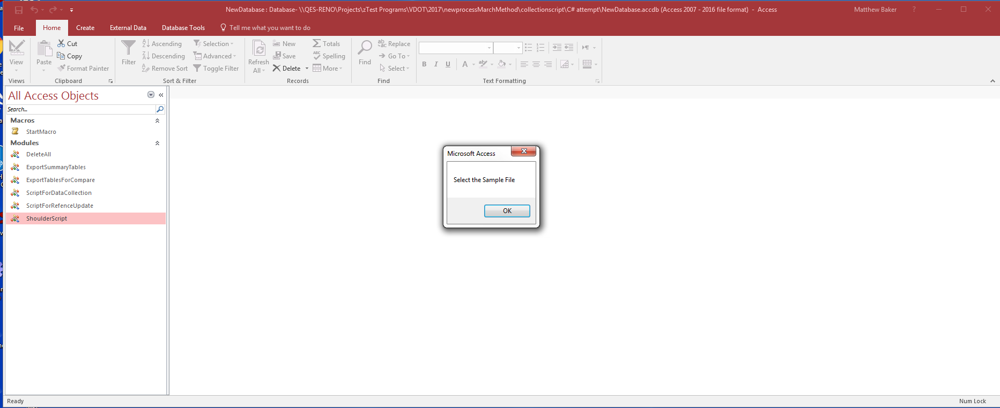 NewDatabase : Database- \\QES-RENO\Projects\zTest Programs\VDOT\2017\newprocessMarchMethod\collectionscript\C# attempt\NewDatabase.accdb (Access 2007 - 2016 file format) - Access
Matthew Baker
?
File Home Create External Data Database Tools Tell me what you want to do
View
Views
Paste
Cut
Copy
Format Painter
Clipboard
Filter
Ascending
Descending
Remove Sort
Selection
Advanced
Toggle Filter
Sort & Filter
Refresh
All
New
Save
Delete
Totals
Spelling
More
Records
Find
Replace
Go To
Select
Find
B I U A
Text Formatting
All Access Objects
Search...
Macros
StartMacro
Modules
DeleteAll
ExportSummaryTables
ExportTablesForCompare
ScriptForDataCollection
ScriptForRefenceUpdate
ShoulderScript
Microsoft Access
Select the Sample File
OK
Ready
Num Lock